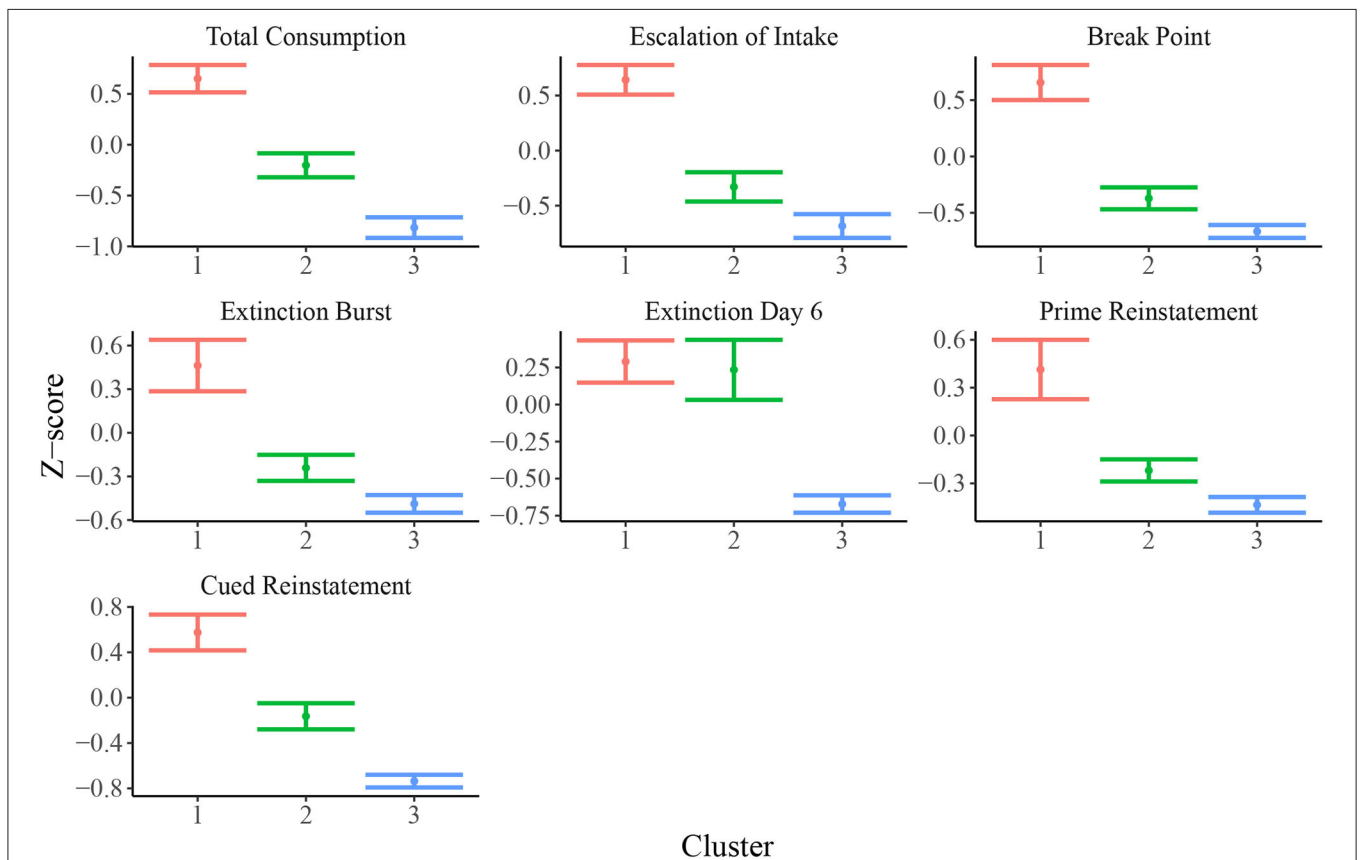 Total Consumption
0.5
0.0
−0.5
−1.0
1 2 3
Escalation of Intake
0.5
0.0
−0.5
1 2 3
Break Point
0.5
0.0
−0.5
1 2 3
Extinction Burst
0.6
0.3
0.0
−0.3
−0.6
1 2 3
Extinction Day 6
0.25
0.00
−0.25
−0.50
−0.75
1 2 3
Prime Reinstatement
0.6
0.3
0.0
−0.3
1 2 3
Cued Reinstatement
0.8
0.4
0.0
−0.4
−0.8
1 2 3
Z−score
Cluster